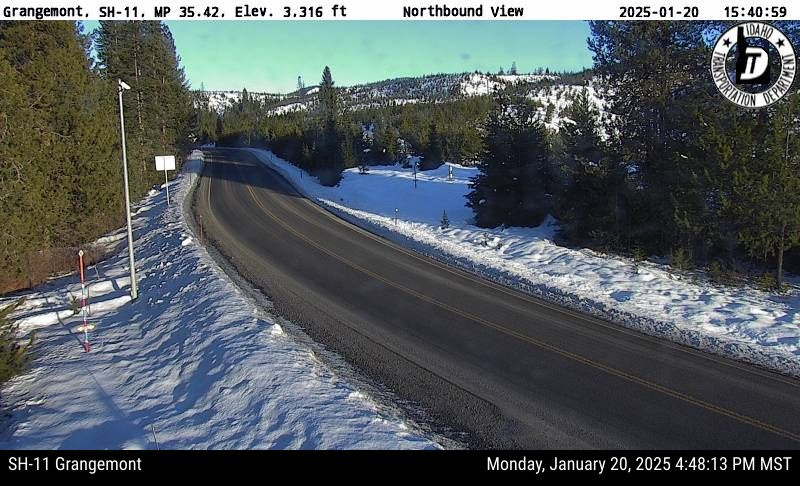 Grangemont, SH-11, MP 35.42, Elev. 3,316 ft Northbound View 2025-01-20 15:40:59
IDAHO TRANSPORTATION DEPARTMENT
SH-11 Grangemont Monday, January 20, 2025 4:48:13 PM MST